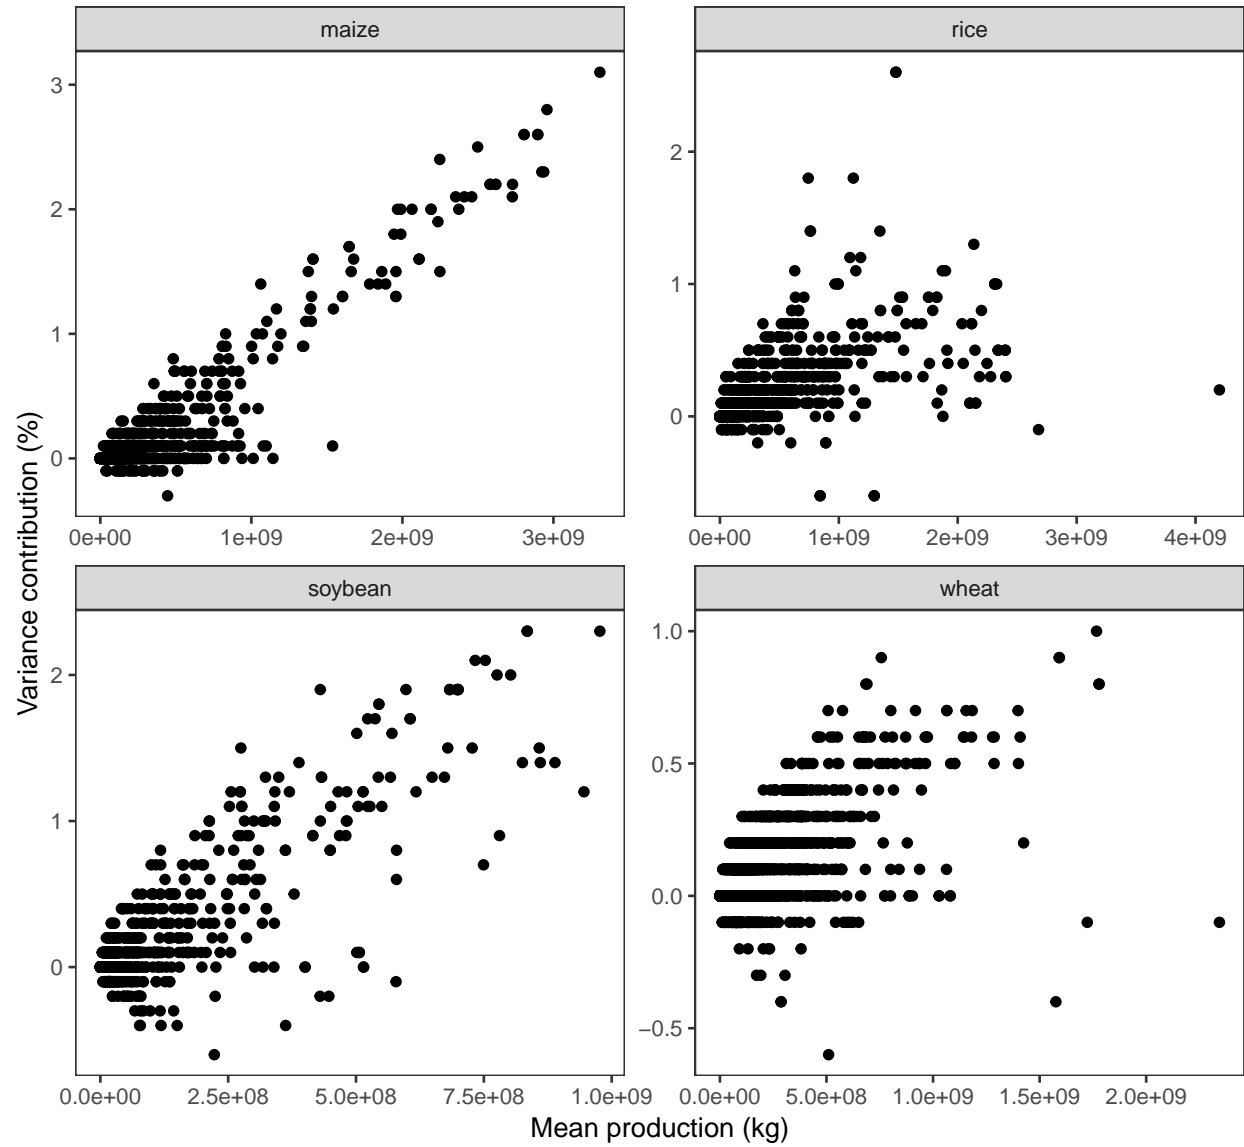 maize
rice
3
2
1
0
2
1
0
0e+00 1e+09 2e+09 3e+09
0e+00 1e+09 2e+09 3e+09 4e+09
Variance contribution (%)
soybean
wheat
2
1
0
1.0
0.5
0.0
−0.5
0.0e+00 2.5e+08 5.0e+08 7.5e+08 1.0e+09
0.0e+00 5.0e+08 1.0e+09 1.5e+09 2.0e+09
Mean production (kg)